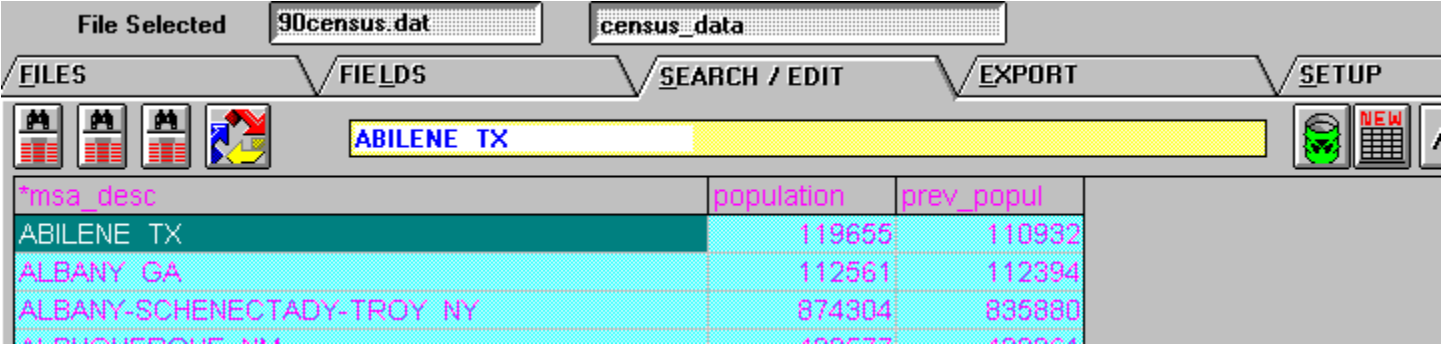 File Selected 90census.dat census_data
FILES FIELDS SEARCH / EDIT EXPORT SETUP
ABILENE TX NEW
*msa_desc population prev_popul
ABILENE TX 119655 110932
ALBANY GA 112561 112394
ALBANY-SCHENECTADY-TROY NY 874304 835880